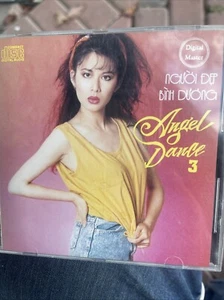 Digital
Master
NGƯỜI ĐẸP
BÌNH DƯƠNG
Angel
Dance
3